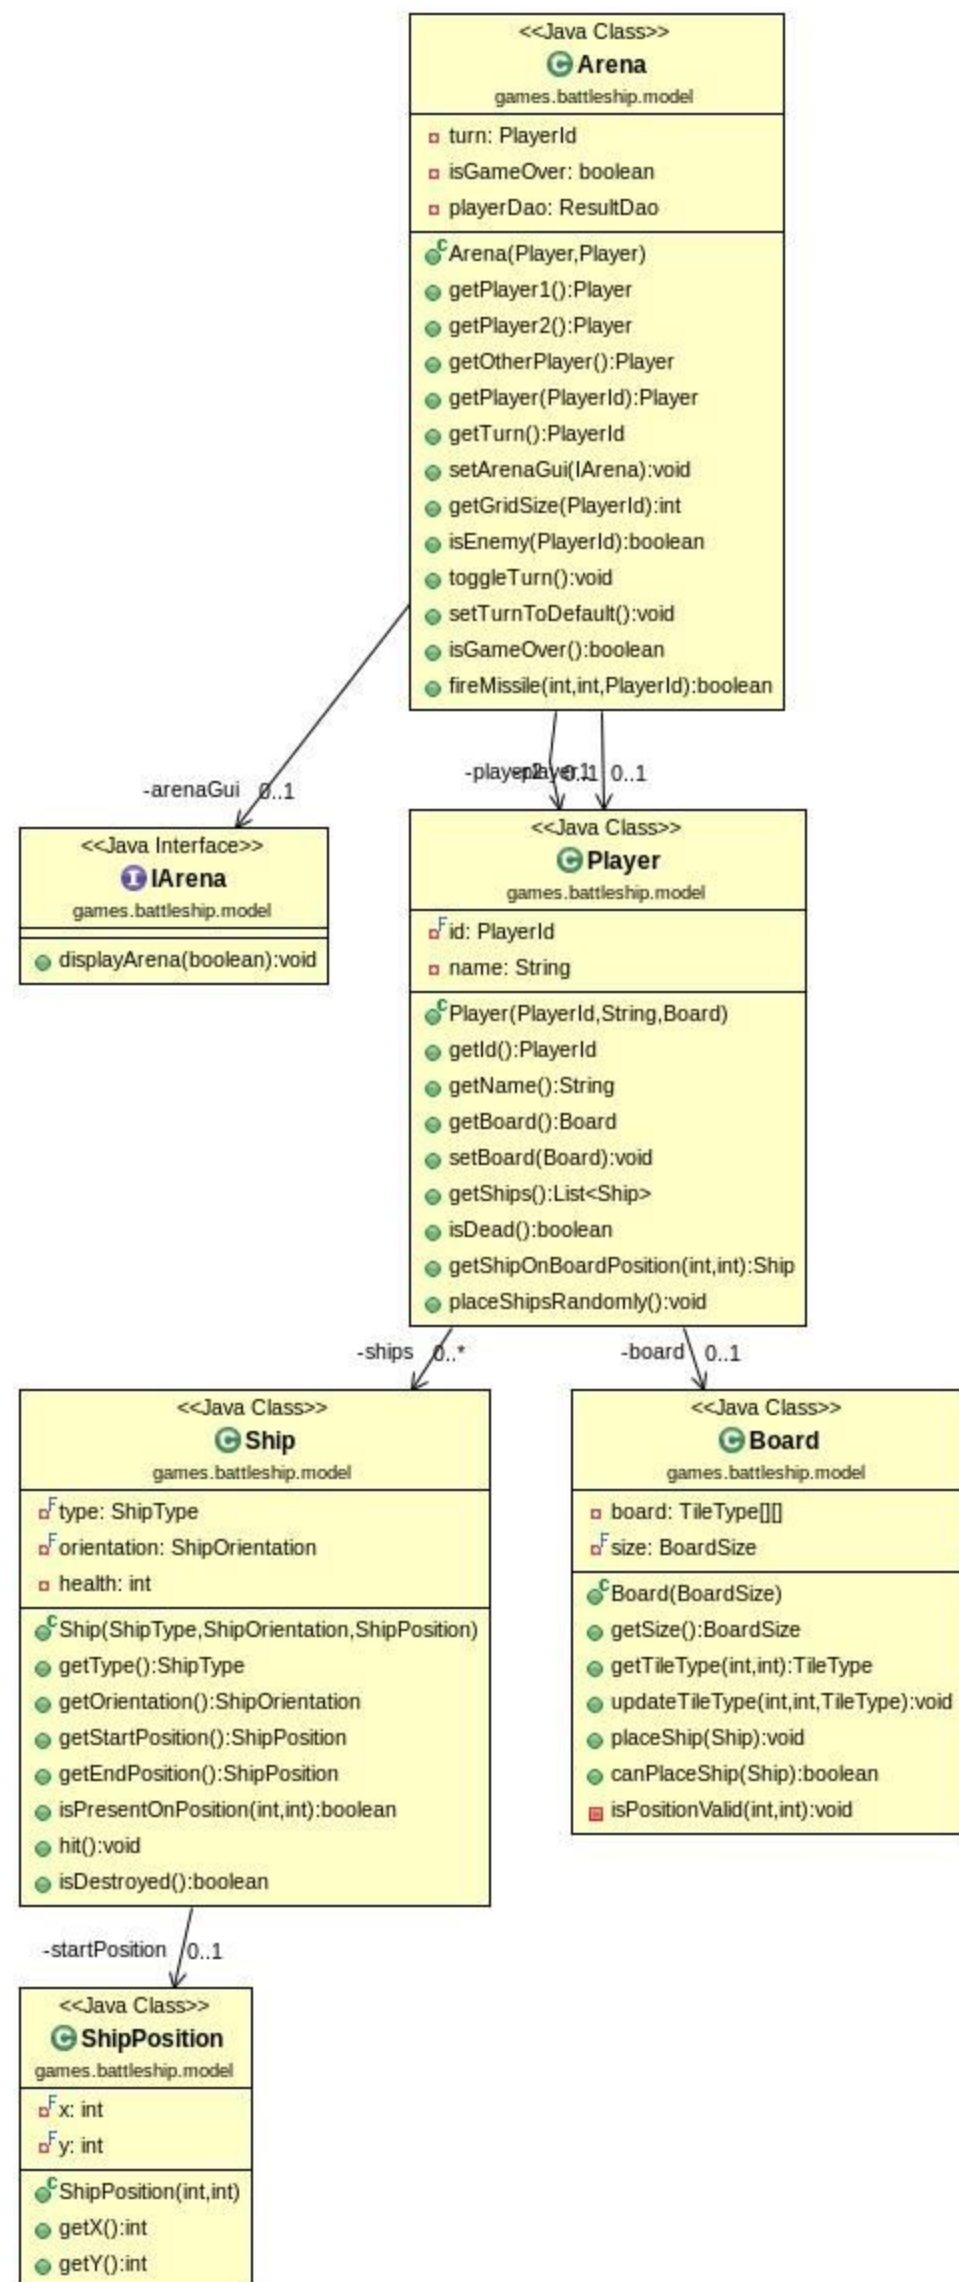 <<Java Class>>
Arena
games.battleship.model
turn: PlayerId
isGameOver: boolean
playerDao: ResultDao
Arena(Player,Player)
getPlayer1():Player
getPlayer2():Player
getOtherPlayer():Player
getPlayer(PlayerId):Player
getTurn():PlayerId
setArenaGui(IArena):void
getGridSize(PlayerId):int
isEnemy(PlayerId):boolean
toggleTurn():void
setTurnToDefault():void
isGameOver():boolean
fireMissile(int,int,PlayerId):boolean
-player2 -player1 0..1 0..1
-arenaGui 0..1
<<Java Interface>>
IArena
games.battleship.model
displayArena(boolean):void
<<Java Class>>
Player
games.battleship.model
id: PlayerId
name: String
Player(PlayerId,String,Board)
getId():PlayerId
getName():String
getBoard():Board
setBoard(Board):void
getShips():List<Ship>
isDead():boolean
getShipOnBoardPosition(int,int):Ship
placeShipsRandomly():void
-ships 0..*
-board 0..1
<<Java Class>>
Ship
games.battleship.model
type: ShipType
orientation: ShipOrientation
health: int
Ship(ShipType,ShipOrientation,ShipPosition)
getType():ShipType
getOrientation():ShipOrientation
getStartPosition():ShipPosition
getEndPosition():ShipPosition
isPresentOnPosition(int,int):boolean
hit():void
isDestroyed():boolean
<<Java Class>>
Board
games.battleship.model
board: TileType[][]
size: BoardSize
Board(BoardSize)
getSize():BoardSize
getTileType(int,int):TileType
updateTileType(int,int,TileType):void
placeShip(Ship):void
canPlaceShip(Ship):boolean
isPositionValid(int,int):void
-startPosition 0..1
<<Java Class>>
ShipPosition
games.battleship.model
x: int
y: int
ShipPosition(int,int)
getX():int
getY():int